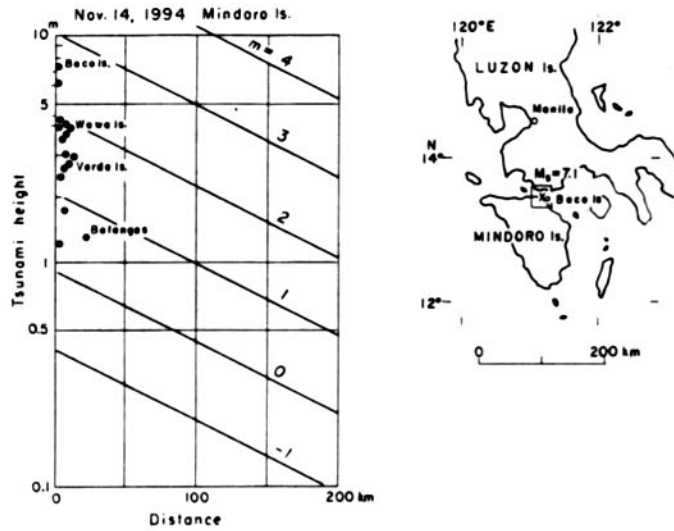 Nov. 14, 1994 Mindoro Is.
10 m
5
1
0.5
0.1
Tsunami height
Baco Is.
Wawa Is.
Verde Is.
Batangas
m = 4
3
2
1
0
-1
0
100
200 km
Distance
120°E
122°
LUZON Is.
Manila
N
14°
Ms=7.1
Baco Is.
MINDORO Is.
12°
0
200 km